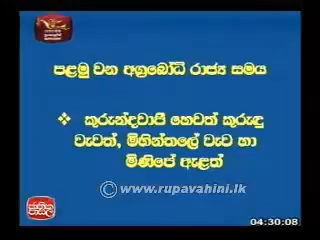 පළමු වන අග්‍රබෝධි රාජ්‍ය සමය
❖ කුරුන්දවාපී හෙවත් කුරුඳු
වැවත්, මිහින්තලේ වැව හා
මිණිපේ ඇළත්
©www.rupavahini.lk
04:30:08